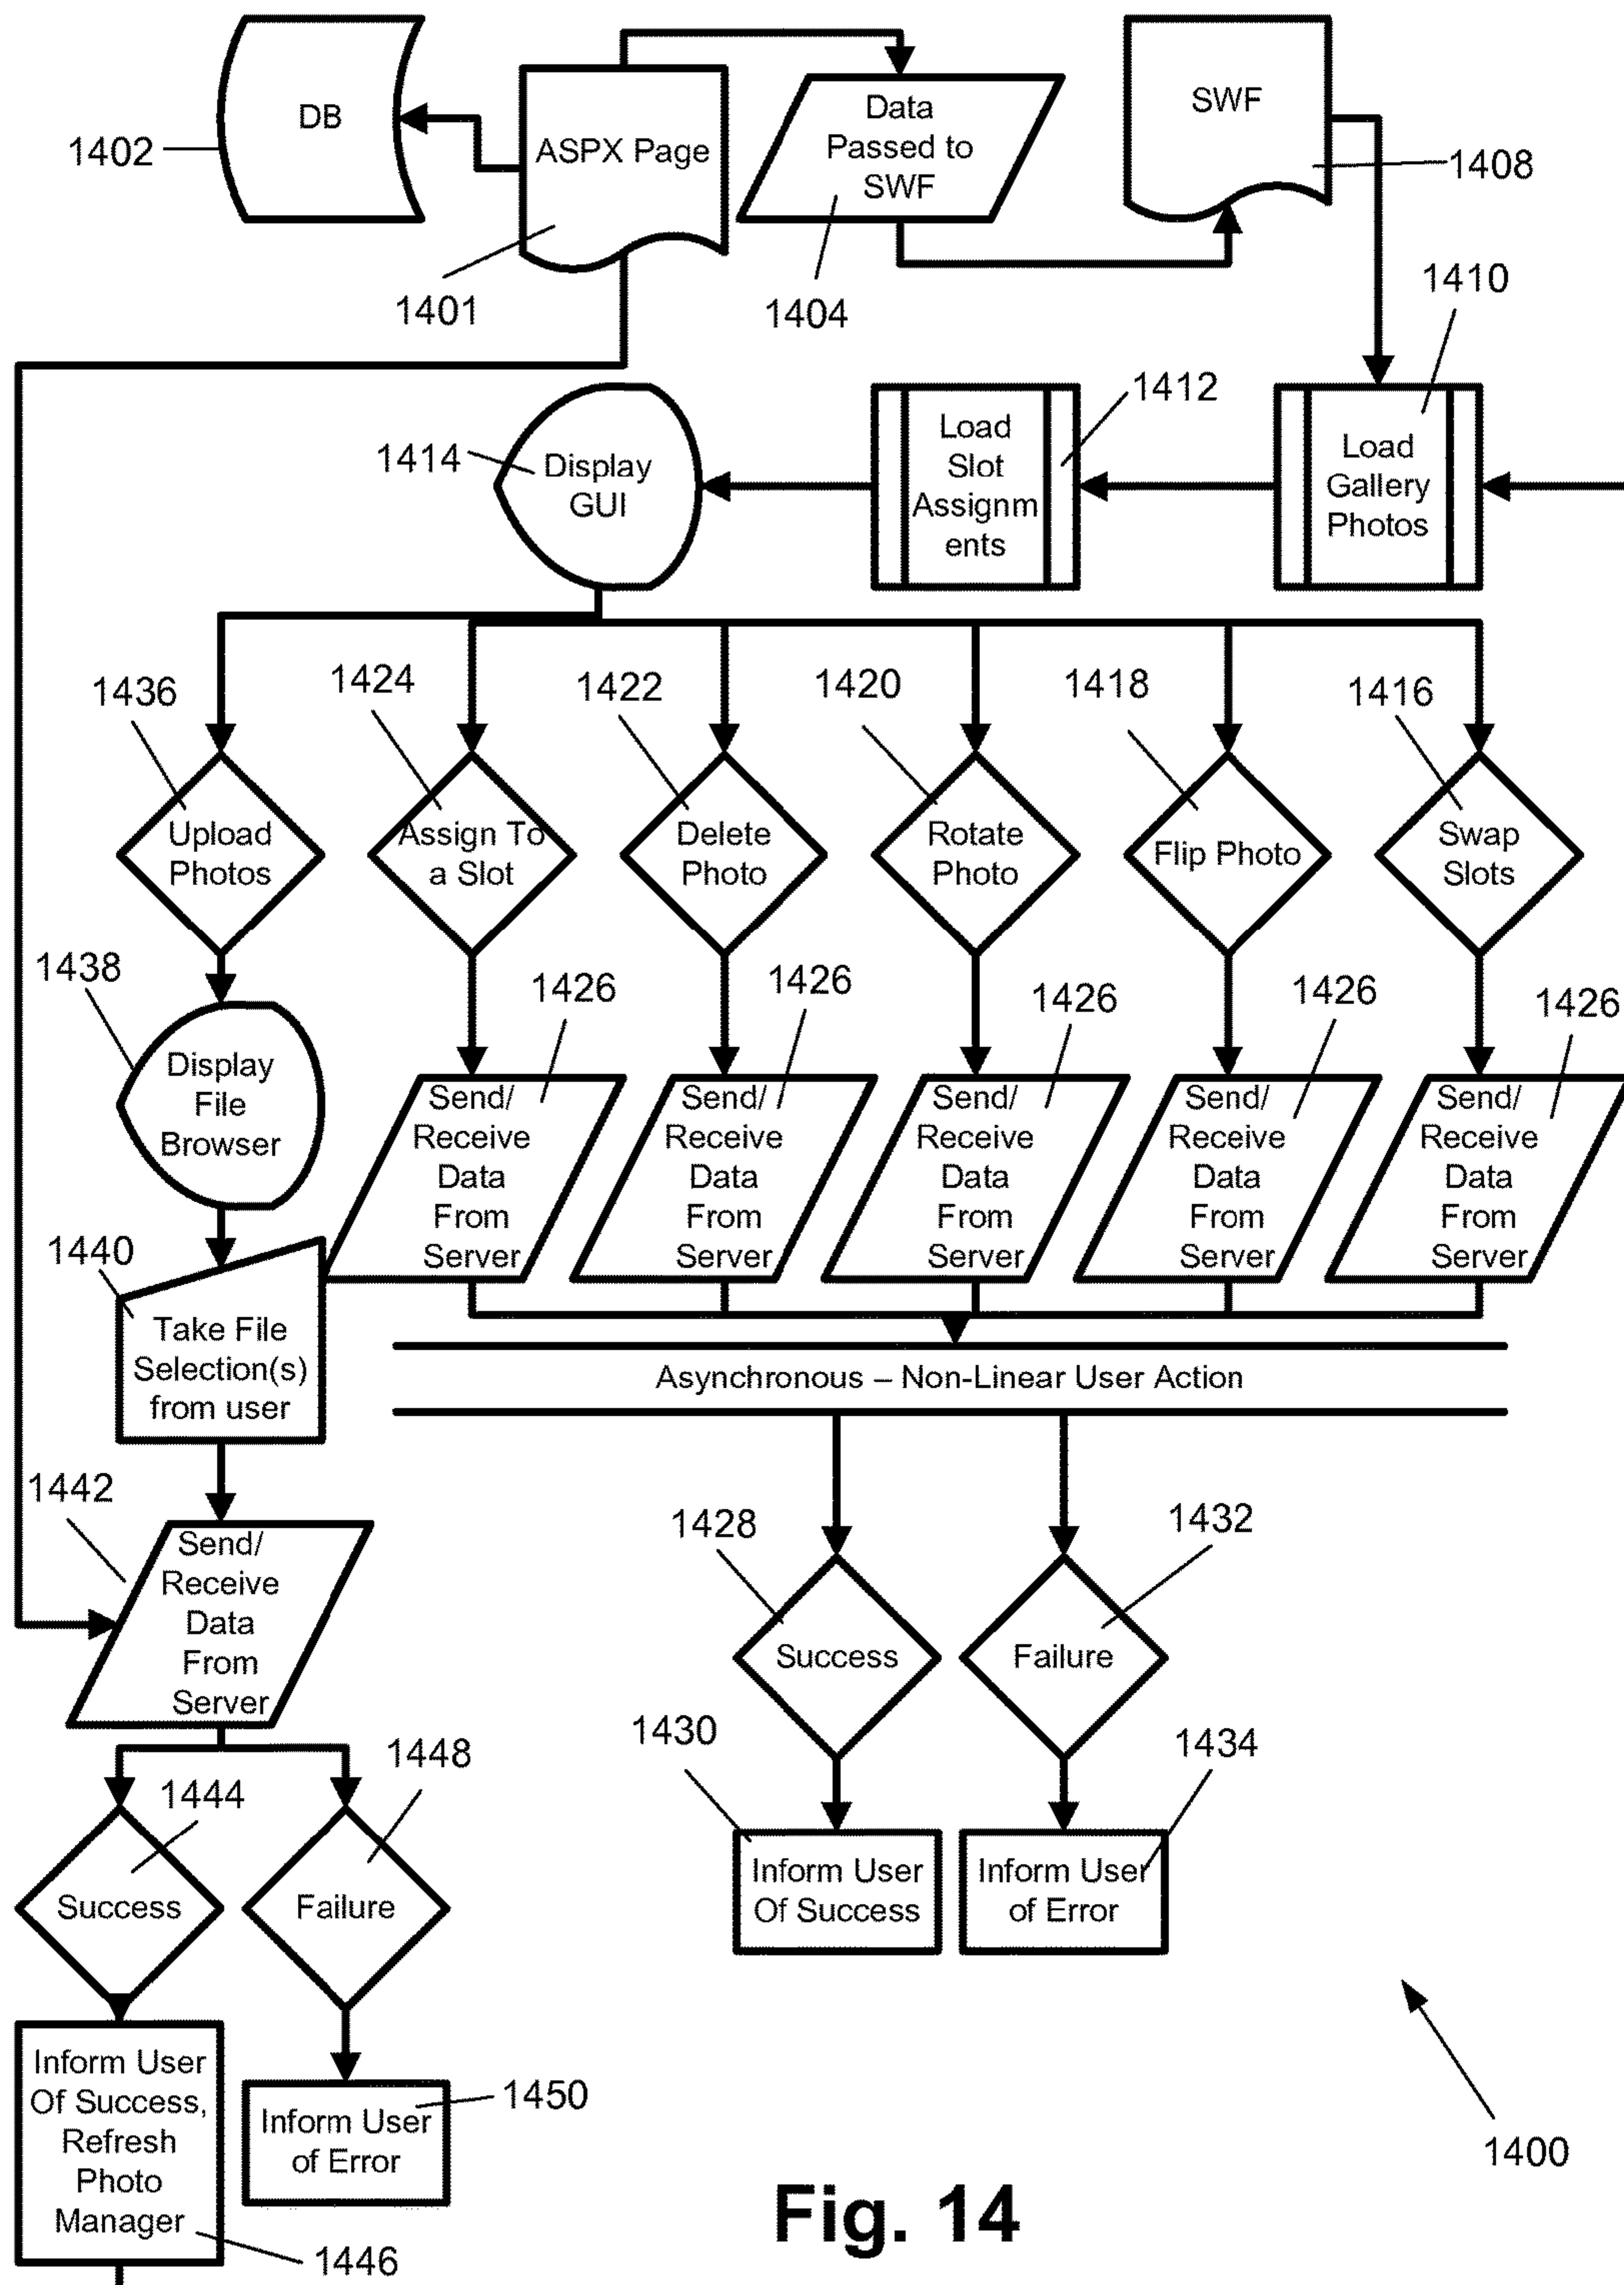 DB
1402
ASPX Page
1401
Data
Passed to
SWF
1404
SWF
1408
1410
Load
Gallery
Photos
1412
Load
Slot
Assignm
ents
1414
Display
GUI
1436
Upload
Photos
1424
Assign To
a Slot
1422
Delete
Photo
1420
Rotate
Photo
1418
Flip Photo
1416
Swap
Slots
1438
Display
File
Browser
1426
Send/
Receive
Data
From
Server
1426
Send/
Receive
Data
From
Server
1426
Send/
Receive
Data
From
Server
1426
Send/
Receive
Data
From
Server
1426
Send/
Receive
Data
From
Server
1440
Take File
Selection(s)
from user
Asynchronous – Non-Linear User Action
1442
Send/
Receive
Data
From
Server
1428
Success
1432
Failure
1430
Inform User
Of Success
1434
Inform User
of Error
1444
Success
1448
Failure
Inform User
Of Success,
Refresh
Photo
Manager
1446
Inform User
of Error
1450
1400
Fig. 14